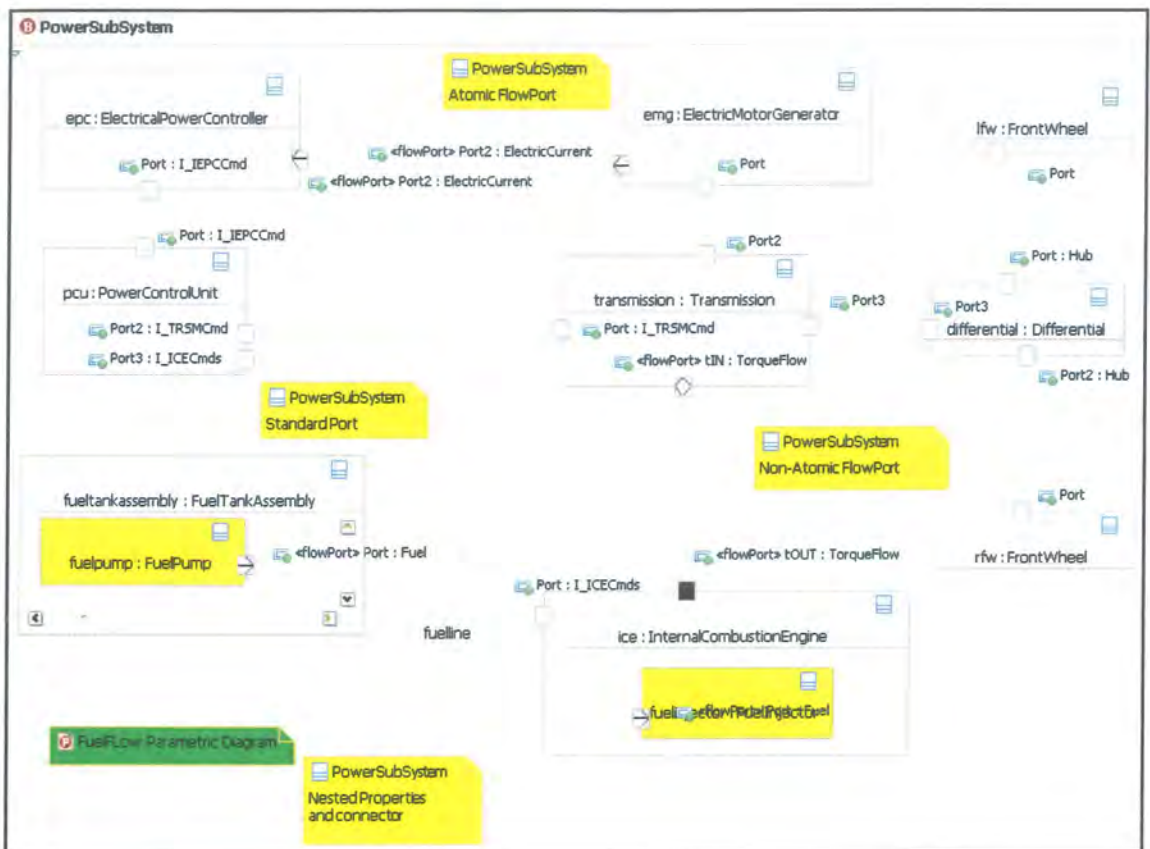 PowerSubSystem
PowerSubSystem
Atomic FlowPort
epc : ElectricalPowerController
emg : ElectricMotorGenerator
lfw : FrontWheel
Port : I_IEPCCmd
«flowPort» Port2 : ElectricCurrent
Port
Port
«flowPort» Port2 : ElectricCurrent
Port : I_IEPCCmd
Port2
Port : Hub
pcu : PowerControlUnit
transmission : Transmission
Port3
Port3
Port2 : I_TRSMCmd
Port : I_TRSMCmd
differential : Differential
Port3 : I_ICECmds
«flowPort» tIN : TorqueFlow
Port2 : Hub
PowerSubSystem
Standard Port
PowerSubSystem
Non-Atomic FlowPort
fueltankassembly : FuelTankAssembly
Port
fuelpump : FuelPump
«flowPort» Port : Fuel
«flowPort» tOUT : TorqueFlow
rfw : FrontWheel
Port : I_ICECmds
fuelline
ice : InternalCombustionEngine
FuelFLow Parametric Diagram
PowerSubSystem
Nested Properties
and connector